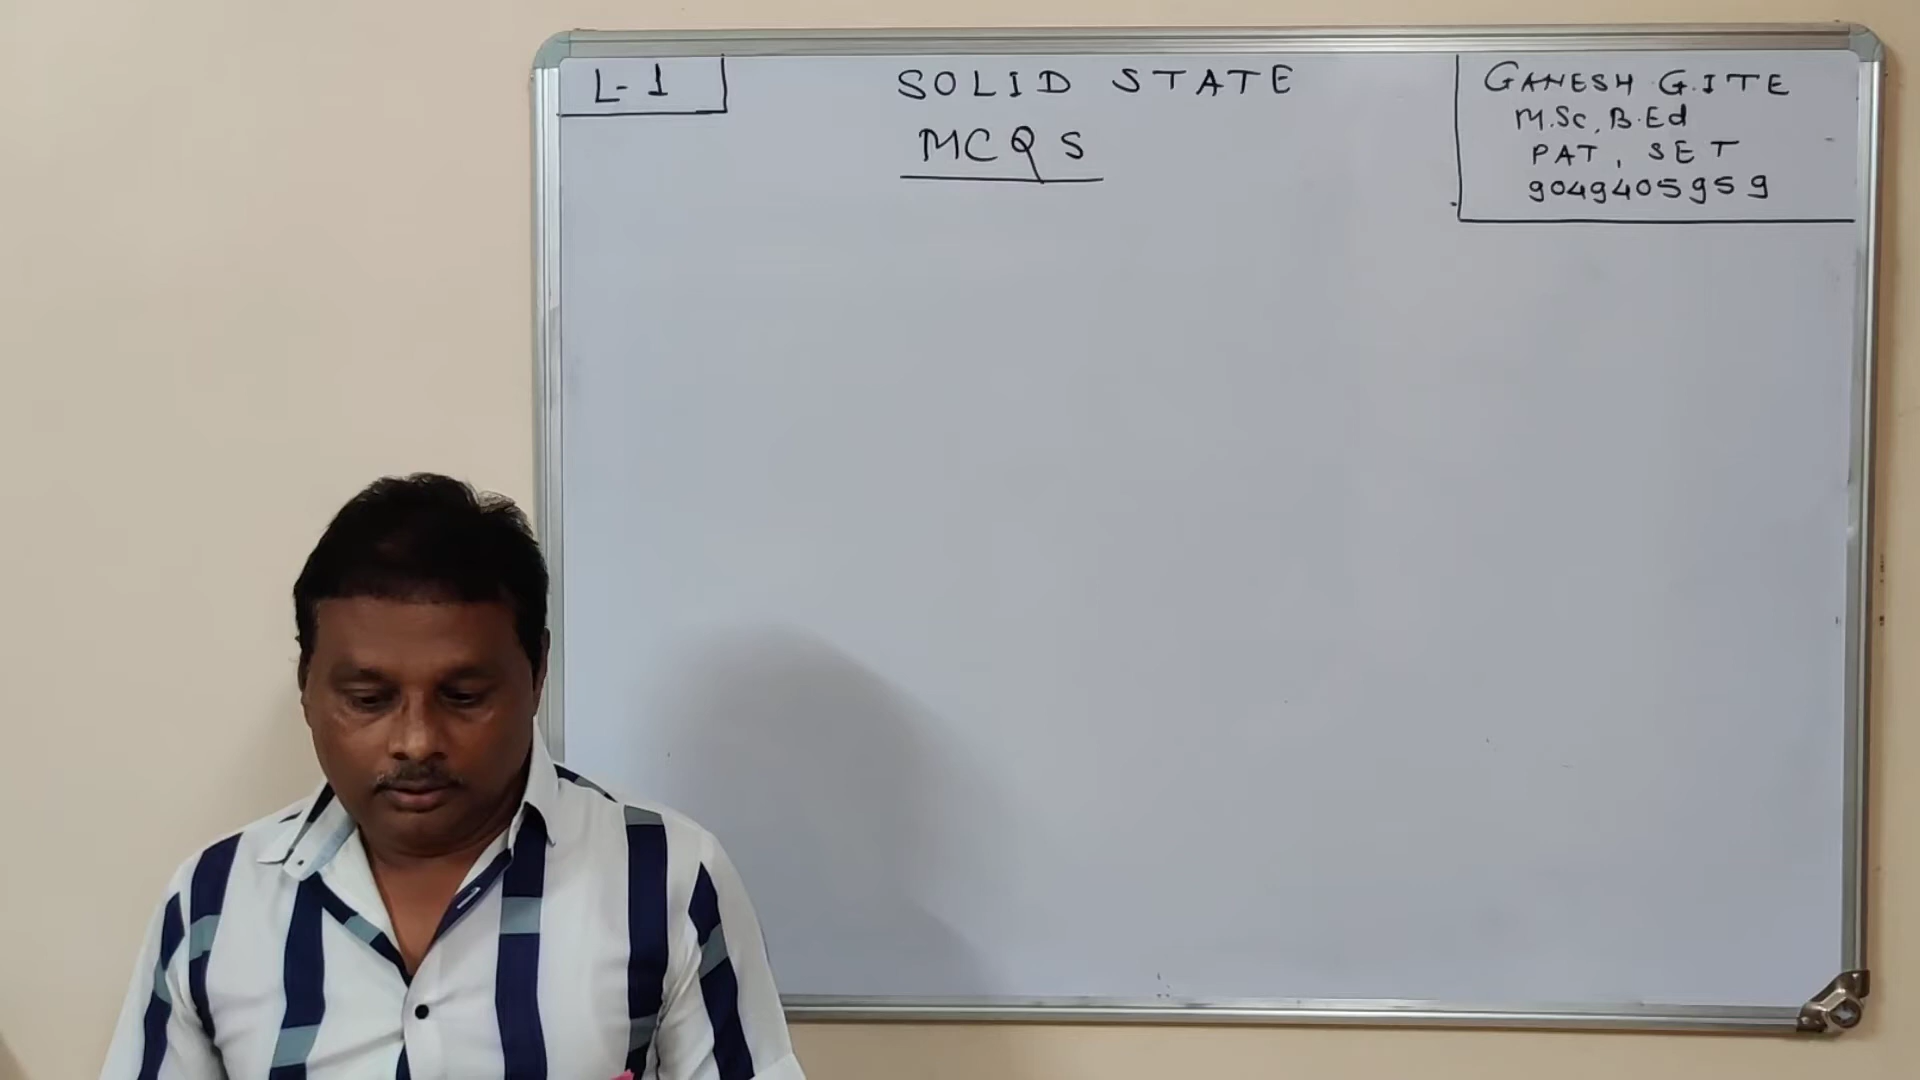 L-1
SOLID STATE
MCQS
GANESH G.ITE
M.Sc, B.Ed
PAT, SET
9049405959